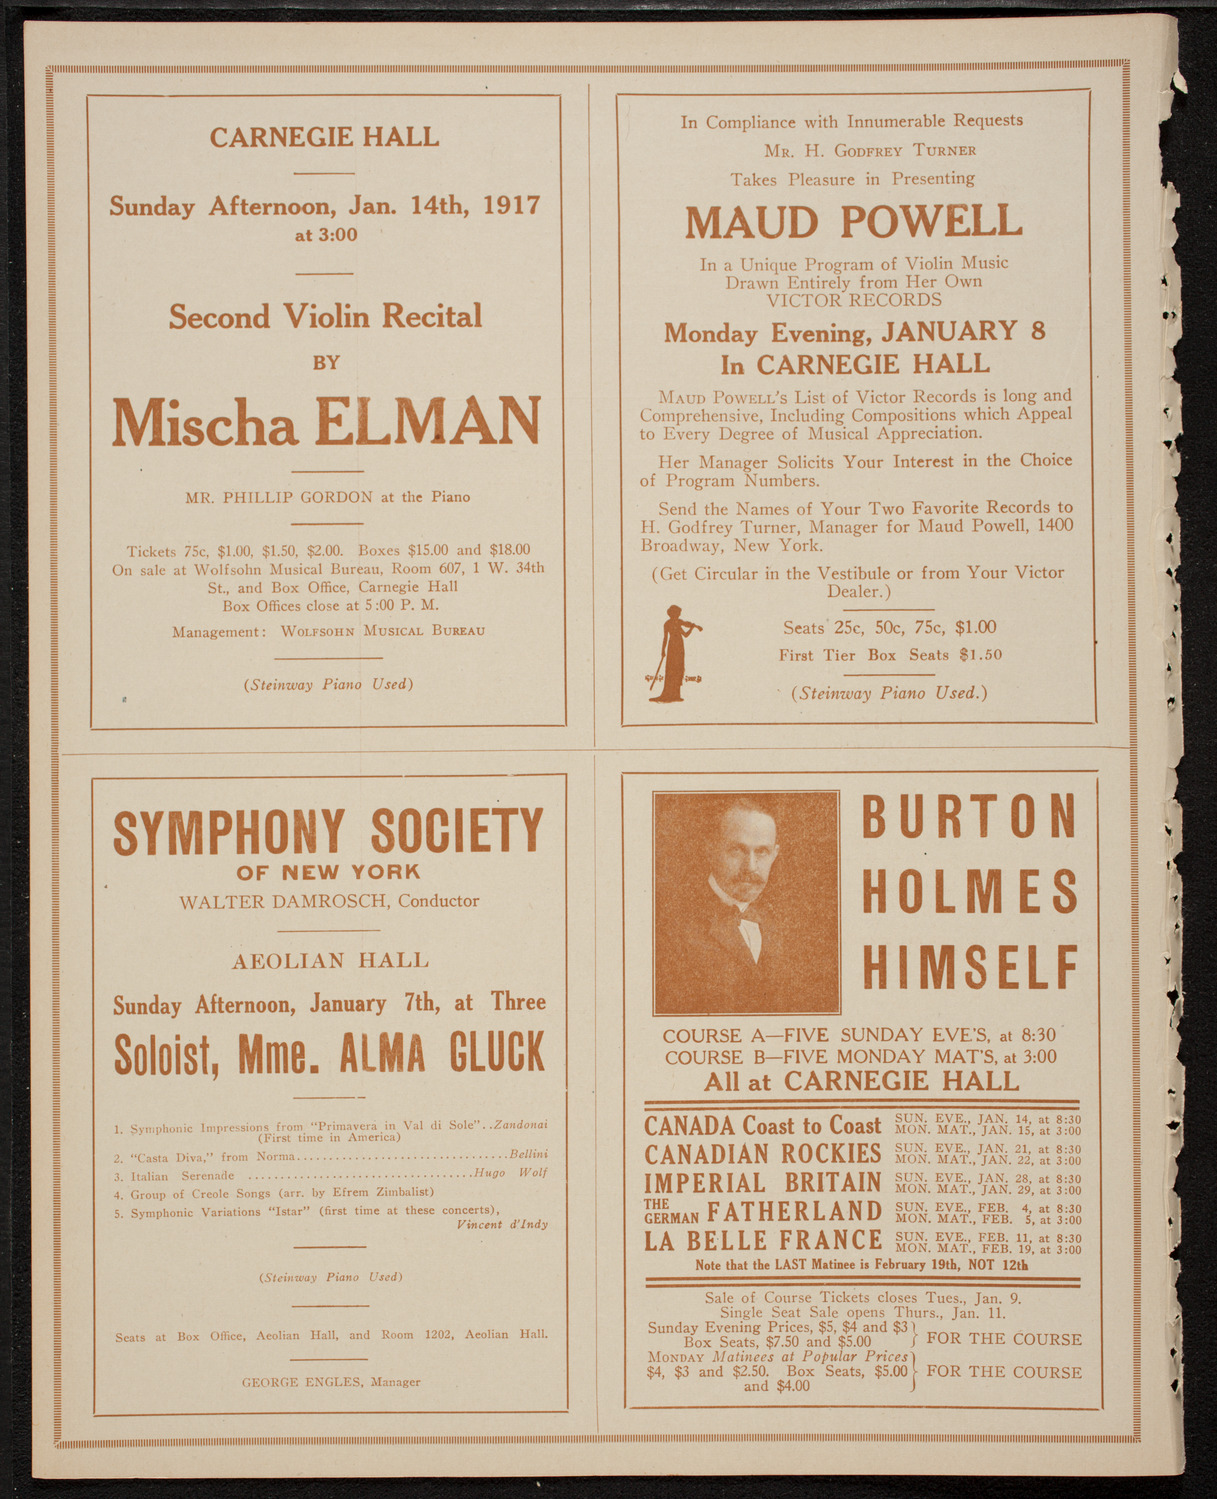 CARNEGIE HALL
Sunday Afternoon, Jan. 14th, 1917
at 3:00
Second Violin Recital
BY
Mischa ELMAN
MR. PHILLIP GORDON at the Piano
Tickets 75c, $1.00, $1.50, $2.00. Boxes $15.00 and $18.00
On sale at Wolfsohn Musical Bureau, Room 607, 1 W. 34th
St., and Box Office, Carnegie Hall
Box Offices close at 5:00 P. M.
Management: WOLFSOHN MUSICAL BUREAU
(Steinway Piano Used)
In Compliance with Innumerable Requests
MR. H. GODFREY TURNER
Takes Pleasure in Presenting
MAUD POWELL
In a Unique Program of Violin Music
Drawn Entirely from Her Own
VICTOR RECORDS
Monday Evening, JANUARY 8
In CARNEGIE HALL
MAUD POWELL'S List of Victor Records is long and
Comprehensive, Including Compositions which Appeal
to Every Degree of Musical Appreciation.
Her Manager Solicits Your Interest in the Choice
of Program Numbers.
Send the Names of Your Two Favorite Records to
H. Godfrey Turner, Manager for Maud Powell, 1400
Broadway, New York.
(Get Circular in the Vestibule or from Your Victor
Dealer.)
Seats 25c, 50c, 75c, $1.00
First Tier Box Seats $1.50
(Steinway Piano Used.)
SYMPHONY SOCIETY
OF NEW YORK
WALTER DAMROSCH, Conductor
AEOLIAN HALL
Sunday Afternoon, January 7th, at Three
Soloist, Mme. ALMA GLUCK
1. Symphonic Impressions from "Primavera in Val di Sole"..Zandonai
(First time in America)
2. "Casta Diva," from Norma................................Bellini
3. Italian Serenade ..................................Hugo Wolf
4. Group of Creole Songs (arr. by Efrem Zimbalist)
5. Symphonic Variations "Istar" (first time at these concerts),
Vincent d'Indy
(Steinway Piano Used)
Seats at Box Office, Aeolian Hall, and Room 1202, Aeolian Hall.
GEORGE ENGLES, Manager
BURTON
HOLMES
HIMSELF
COURSE A—FIVE SUNDAY EVE'S, at 8:30
COURSE B—FIVE MONDAY MAT'S, at 3:00
All at CARNEGIE HALL
CANADA Coast to Coast SUN. EVE., JAN. 14, at 8:30
MON. MAT., JAN. 15, at 3:00
CANADIAN ROCKIES SUN. EVE., JAN. 21, at 8:30
MON. MAT., JAN. 22, at 3:00
IMPERIAL BRITAIN SUN. EVE., JAN. 28, at 8:30
MON. MAT., JAN. 29, at 3:00
THE GERMAN FATHERLAND SUN. EVE., FEB. 4, at 8:30
MON. MAT., FEB. 5, at 3:00
LA BELLE FRANCE SUN. EVE., FEB. 11, at 8:30
MON. MAT., FEB. 19, at 3:00
Note that the LAST Matinee is February 19th, NOT 12th
Sale of Course Tickets closes Tues., Jan. 9.
Single Seat Sale opens Thurs., Jan. 11.
Sunday Evening Prices, $5, $4 and $3
Box Seats, $7.50 and $5.00 } FOR THE COURSE
MONDAY Matinees at Popular Prices
$4, $3 and $2.50. Box Seats, $5.00 } FOR THE COURSE
and $4.00